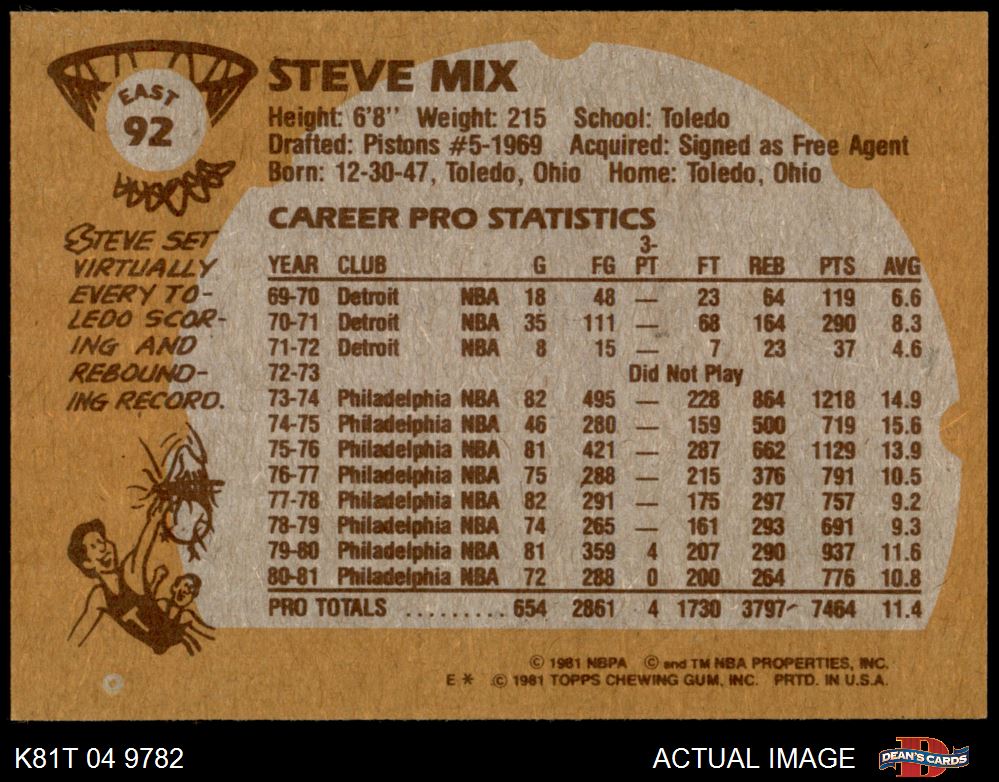 EAST
92
STEVE MIX
Height: 6'8" Weight: 215 School: Toledo
Drafted: Pistons #5-1969 Acquired: Signed as Free Agent
Born: 12-30-47, Toledo, Ohio Home: Toledo, Ohio
STEVE SET
VIRTUALLY
EVERY TO-
LEDO SCOR-
ING AND
REBOUND-
ING RECORD.
CAREER PRO STATISTICS
YEAR CLUB G FG 3-PT FT REB PTS AVG
69-70 Detroit NBA 18 48 — 23 64 119 6.6
70-71 Detroit NBA 35 111 — 68 164 290 8.3
71-72 Detroit NBA 8 15 — 7 23 37 4.6
72-73 Did Not Play
73-74 Philadelphia NBA 82 495 — 228 864 1218 14.9
74-75 Philadelphia NBA 46 280 — 159 500 719 15.6
75-76 Philadelphia NBA 81 421 — 287 662 1129 13.9
76-77 Philadelphia NBA 75 288 — 215 376 791 10.5
77-78 Philadelphia NBA 82 291 — 175 297 757 9.2
78-79 Philadelphia NBA 74 265 — 161 293 691 9.3
79-80 Philadelphia NBA 81 359 4 207 290 937 11.6
80-81 Philadelphia NBA 72 288 0 200 264 776 10.8
PRO TOTALS .......... 654 2861 4 1730 3797 7464 11.4
© 1981 NBPA © and TM NBA PROPERTIES, INC.
E * © 1981 TOPPS CHEWING GUM, INC. PRTD. IN U.S.A.
K81T 04 9782
ACTUAL IMAGE
DEAN'S CARDS